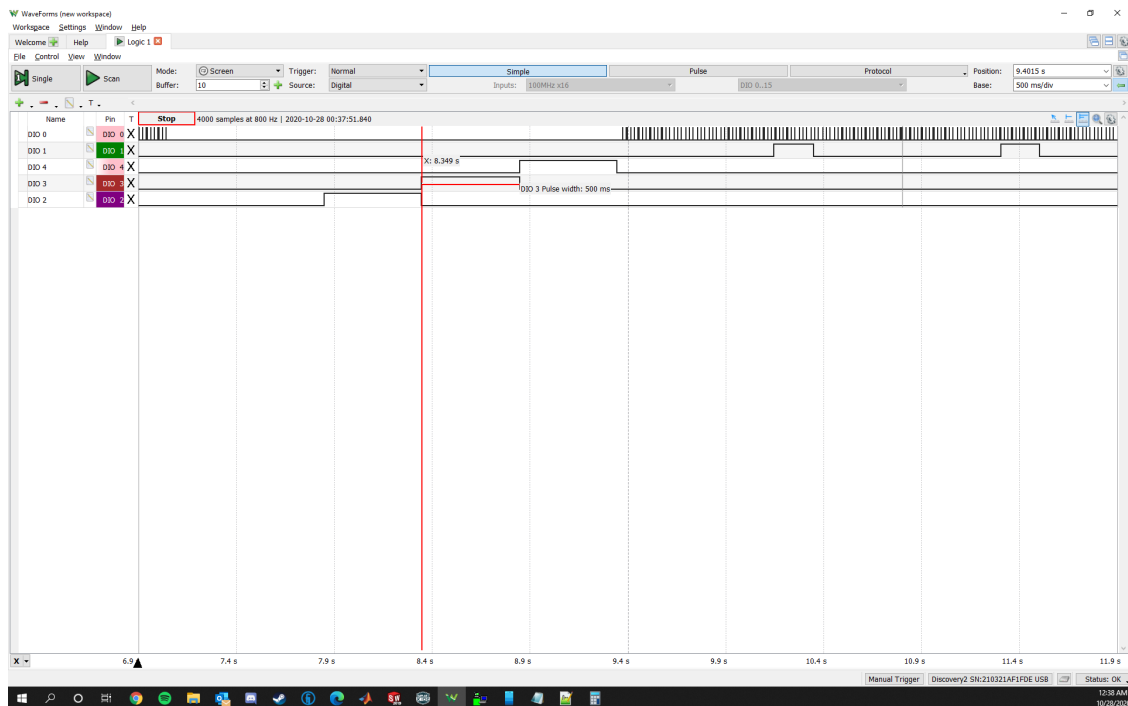 WaveForms (new workspace)
Workspace Settings Window Help
Welcome Help Logic 1
File Control View Window
Single Scan Mode: Screen Trigger: Normal Simple Pulse Protocol Position: 9.4015 s
Buffer: 10 Source: Digital Inputs: 100MHz x16 DIO 0..15 Base: 500 ms/div
T
Name Pin T Stop 4000 samples at 800 Hz | 2020-10-28 00:37:51.840
DIO 0 DIO 0 X
DIO 1 DIO 1 X
X: 8.349 s
DIO 4 DIO 4 X
DIO 3 DIO 3 X
DIO 3 Pulse width: 500 ms
DIO 2 DIO 2 X
X 6.9 7.4 s 7.9 s 8.4 s 8.9 s 9.4 s 9.9 s 10.4 s 10.9 s 11.4 s 11.9 s
Manual Trigger Discovery2 SN:210321AF1FDE USB Status: OK
12:38 AM
10/28/202